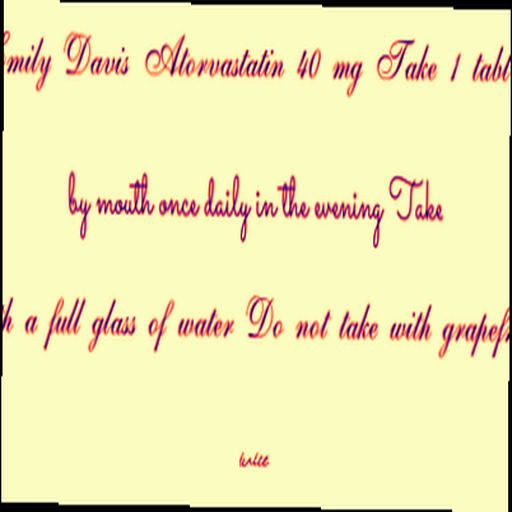 Emily Davis Atorvastatin 40 mg Take 1 tabl
by mouth once daily in the evening Take
h a full glass of water. Do not take with grapef